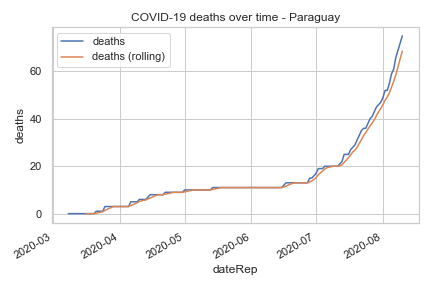 COVID-19 deaths over time - Paraguay
deaths
deaths (rolling)
deaths
60
40
20
0
2020-03
2020-04
2020-05
2020-06
2020-07
2020-08
dateRep